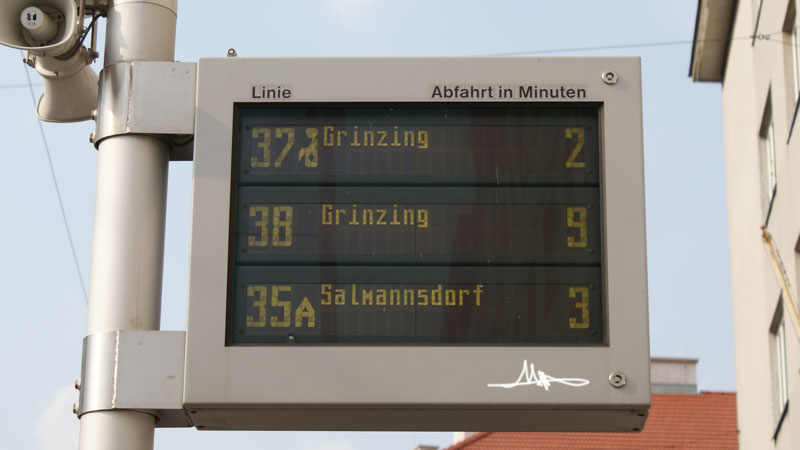 Linie Abfahrt in Minuten
37 Grinzing 2
38 Grinzing 9
35A Salmannsdorf 3